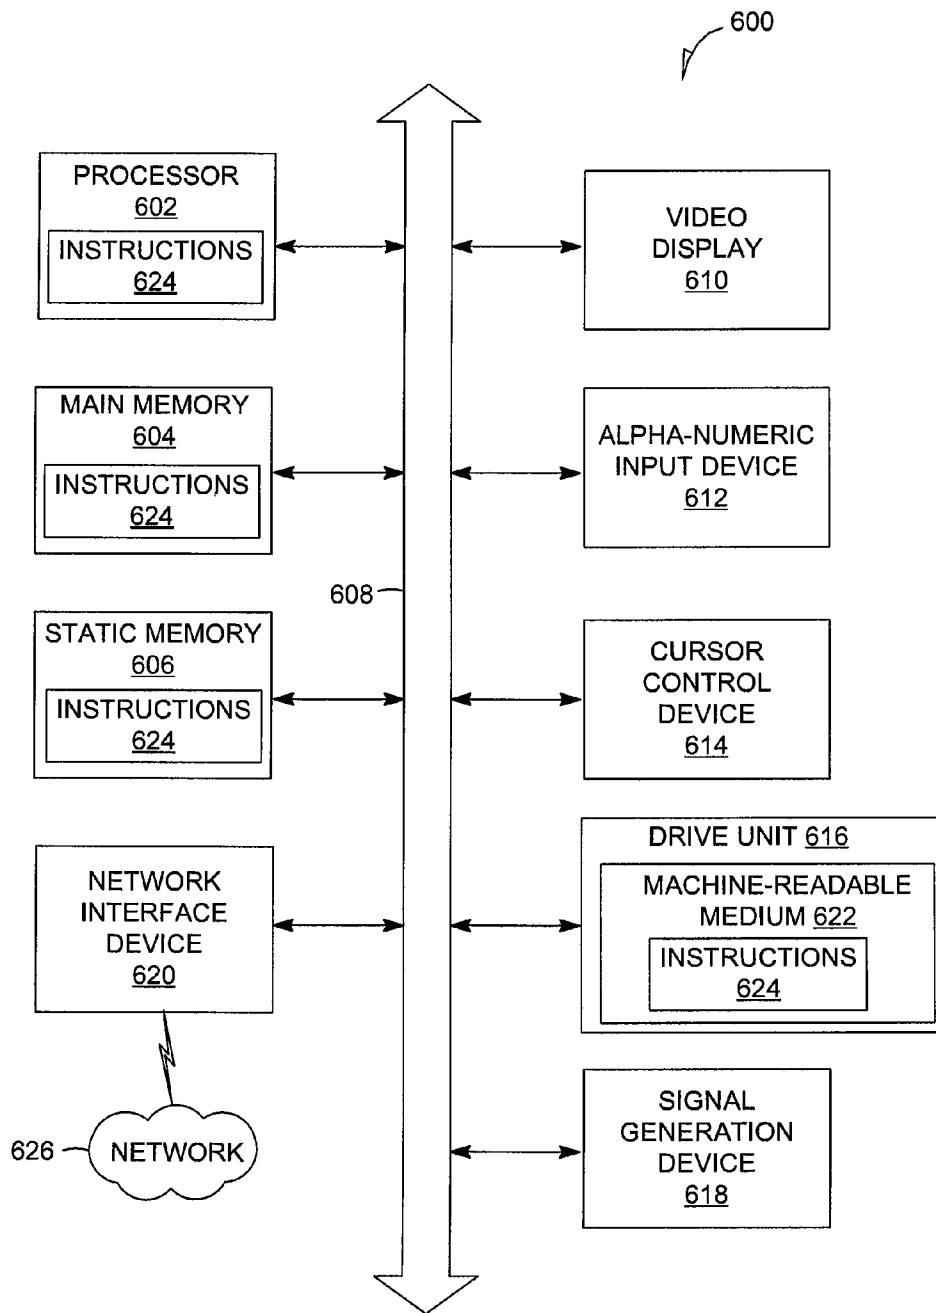 600
PROCESSOR
602
INSTRUCTIONS
624
VIDEO
DISPLAY
610
MAIN MEMORY
604
INSTRUCTIONS
624
ALPHA-NUMERIC
INPUT DEVICE
612
608
STATIC MEMORY
606
INSTRUCTIONS
624
CURSOR
CONTROL
DEVICE
614
NETWORK
INTERFACE
DEVICE
620
DRIVE UNIT 616
MACHINE-READABLE
MEDIUM 622
INSTRUCTIONS
624
626
NETWORK
SIGNAL
GENERATION
DEVICE
618